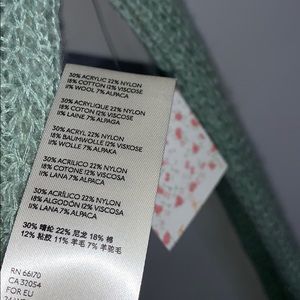 30% ACRYLIC 22% NYLON
18% COTTON 12% VISCOSE
11% WOOL 7% ALPACA
30% ACRYLIQUE 22% NYLON
18% COTON 12% VISCOSE
11% LAINE 7% ALPAGA
30% ACRYL 22% NYLON
18% BAUMWOLLE 12% VISKOSE
11% WOLLE 7% ALPAKA
30% ACRILICO 22% NYLON
18% COTONE 12% VISCOSA
11% LANA 7% ALPACA
30% ACRÍLICO 22% NYLON
18% ALGODÓN 12% VISCOSA
11% LANA 7% ALPACA
30% 腈纶 22% 尼龙 18% 棉
12% 粘胶 11% 羊毛 7% 羊驼毛
RN 66170
CA 32054
FOR EU